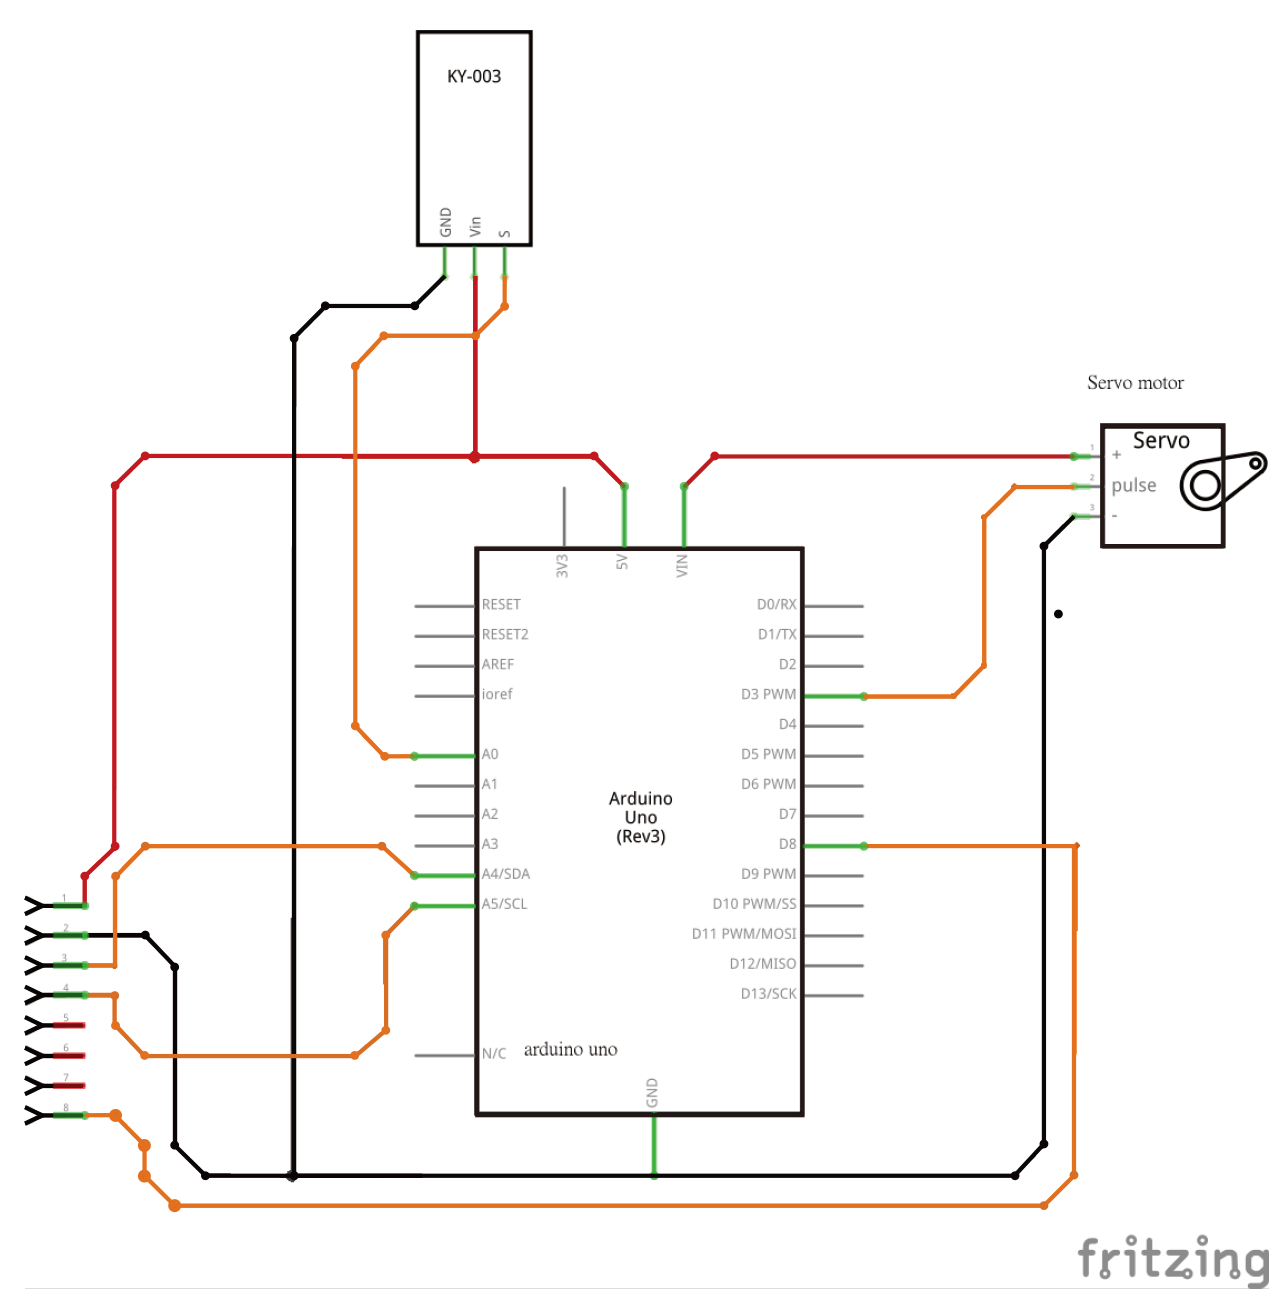 KY-003
GND
Vin
S
Servo motor
Servo
1
+
2
pulse
3
-
3V3
5V
VIN
RESET
D0/RX
RESET2
D1/TX
AREF
D2
ioref
D3 PWM
D4
A0
D5 PWM
A1
D6 PWM
A2
D7
Arduino
Uno
(Rev3)
A3
D8
A4/SDA
D9 PWM
A5/SCL
D10 PWM/SS
D11 PWM/MOSI
D12/MISO
D13/SCK
1
2
3
4
5
6
7
8
N/C
arduino uno
GND
fritzing